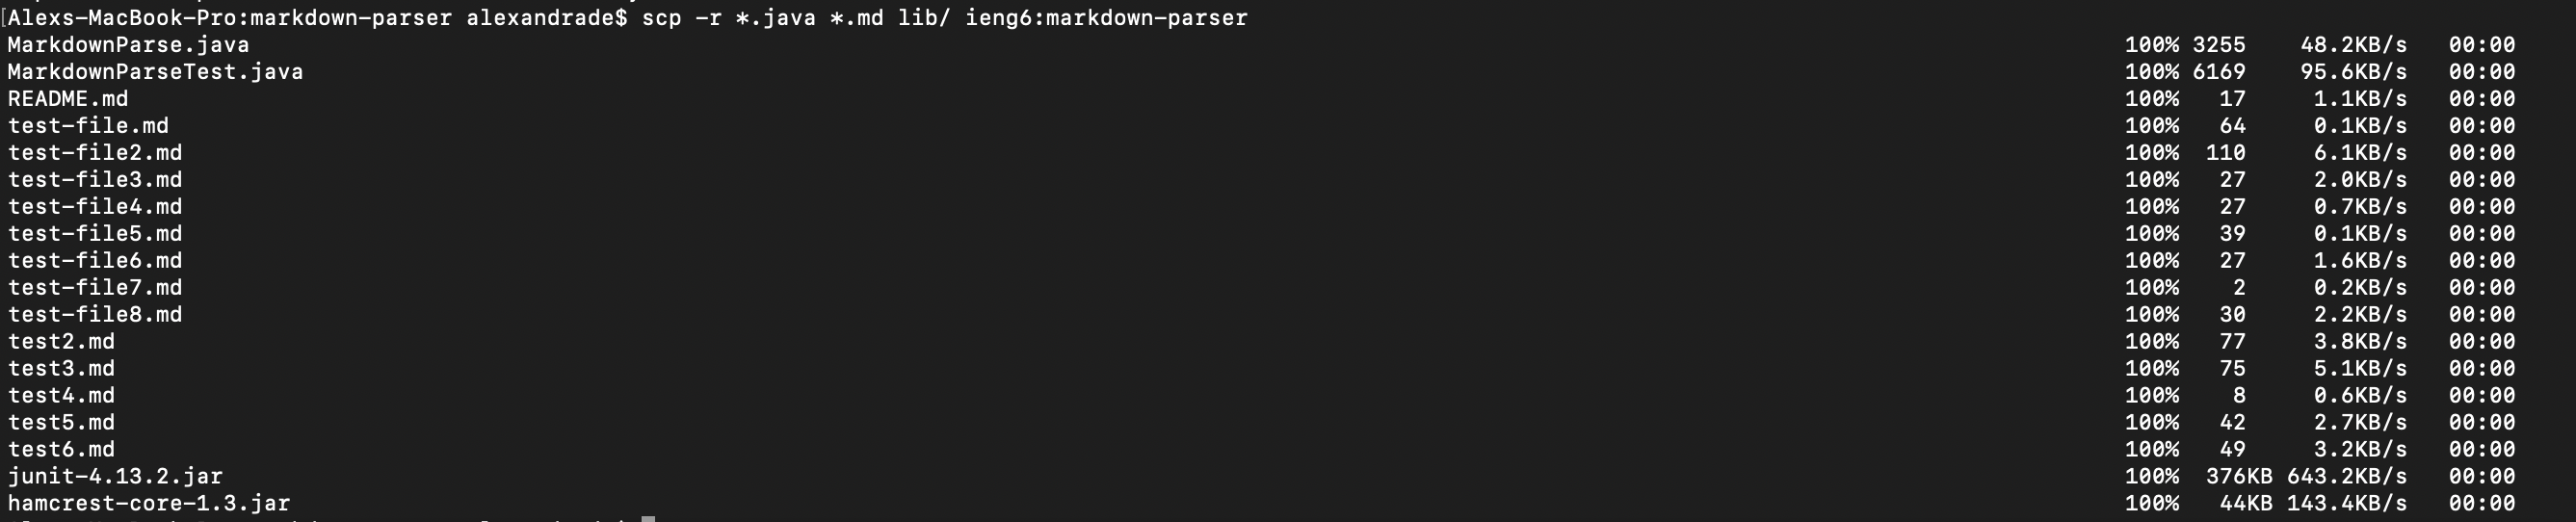 Alexs-MacBook-Pro:markdown-parser alexandrade$ scp -r *.java *.md lib/ ieng6:markdown-parser
MarkdownParse.java 100% 3255 48.2KB/s 00:00
MarkdownParseTest.java 100% 6169 95.6KB/s 00:00
README.md 100% 17 1.1KB/s 00:00
test-file.md 100% 64 0.1KB/s 00:00
test-file2.md 100% 110 6.1KB/s 00:00
test-file3.md 100% 27 2.0KB/s 00:00
test-file4.md 100% 27 0.7KB/s 00:00
test-file5.md 100% 39 0.1KB/s 00:00
test-file6.md 100% 27 1.6KB/s 00:00
test-file7.md 100% 2 0.2KB/s 00:00
test-file8.md 100% 30 2.2KB/s 00:00
test2.md 100% 77 3.8KB/s 00:00
test3.md 100% 75 5.1KB/s 00:00
test4.md 100% 8 0.6KB/s 00:00
test5.md 100% 42 2.7KB/s 00:00
test6.md 100% 49 3.2KB/s 00:00
junit-4.13.2.jar 100% 376KB 643.2KB/s 00:00
hamcrest-core-1.3.jar 100% 44KB 143.4KB/s 00:00